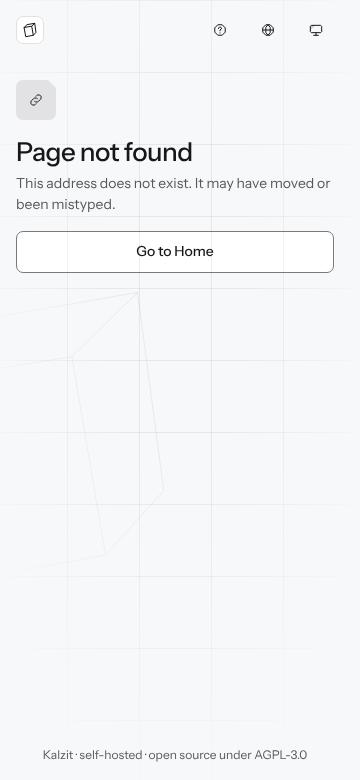 Page not found
This address does not exist. It may have moved or
been mistyped.
Go to Home
Kalzit · self-hosted · open source under AGPL-3.0